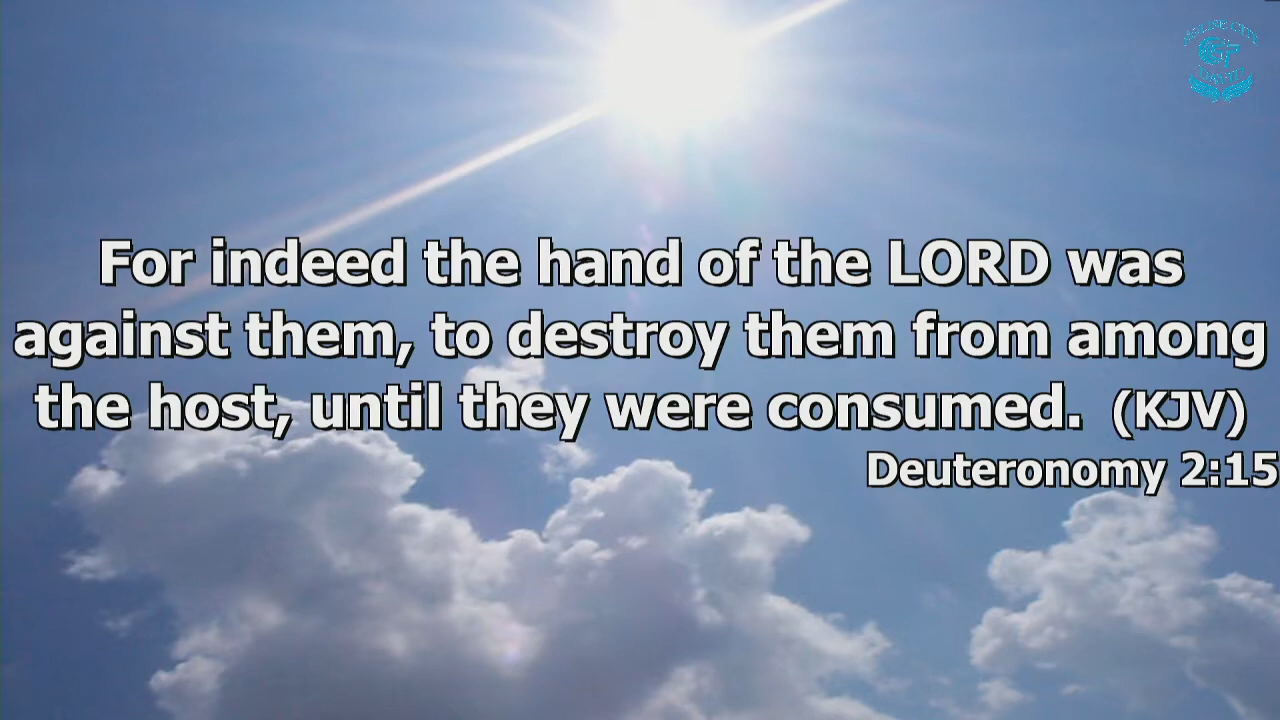 For indeed the hand of the LORD was
against them, to destroy them from among
the host, until they were consumed. (KJV)
Deuteronomy 2:15
DAVID